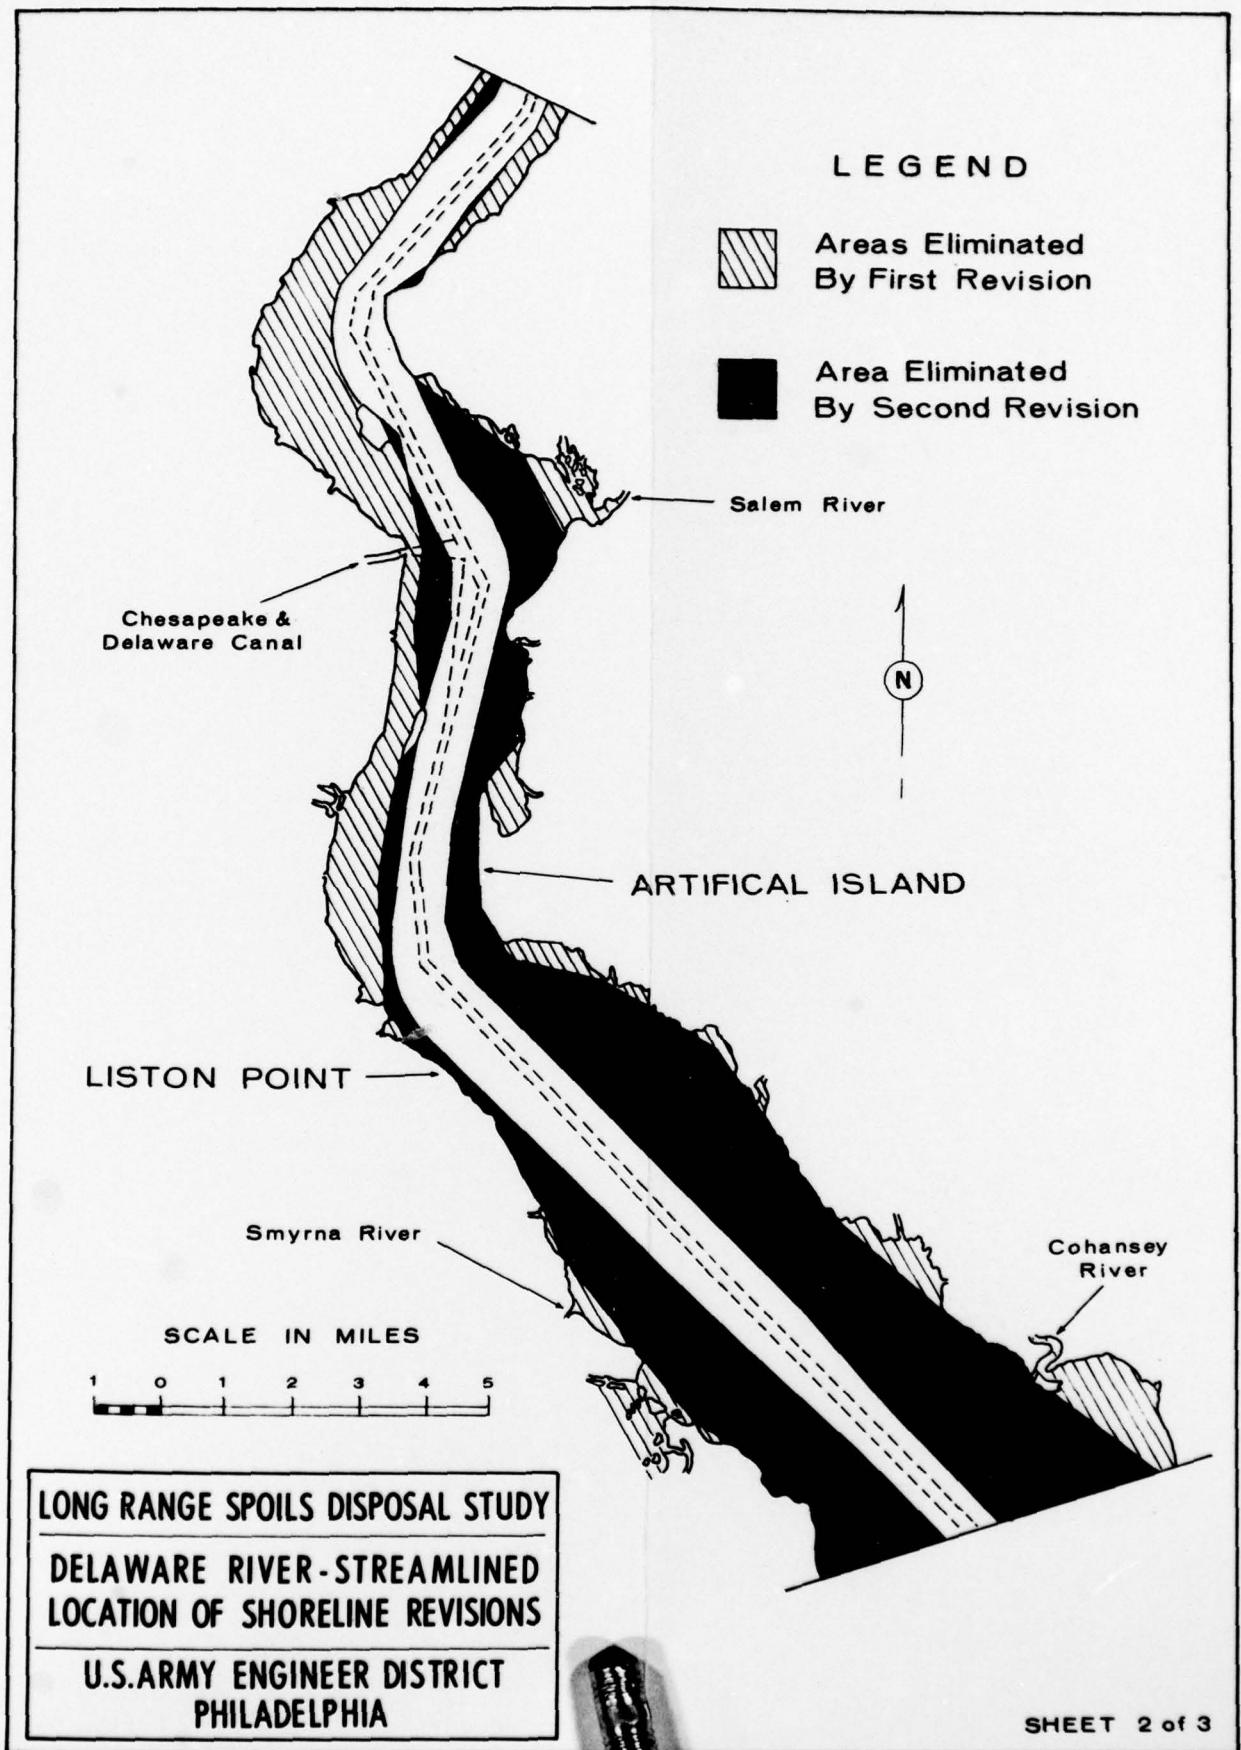 LEGEND
Areas Eliminated
By First Revision
Area Eliminated
By Second Revision
Salem River
Chesapeake &
Delaware Canal
N
ARTIFICAL ISLAND
LISTON POINT
Smyrna River
Cohansey
River
SCALE IN MILES
1 0 1 2 3 4 5
LONG RANGE SPOILS DISPOSAL STUDY
DELAWARE RIVER-STREAMLINED
LOCATION OF SHORELINE REVISIONS
U.S.ARMY ENGINEER DISTRICT
PHILADELPHIA
SHEET 2 of 3